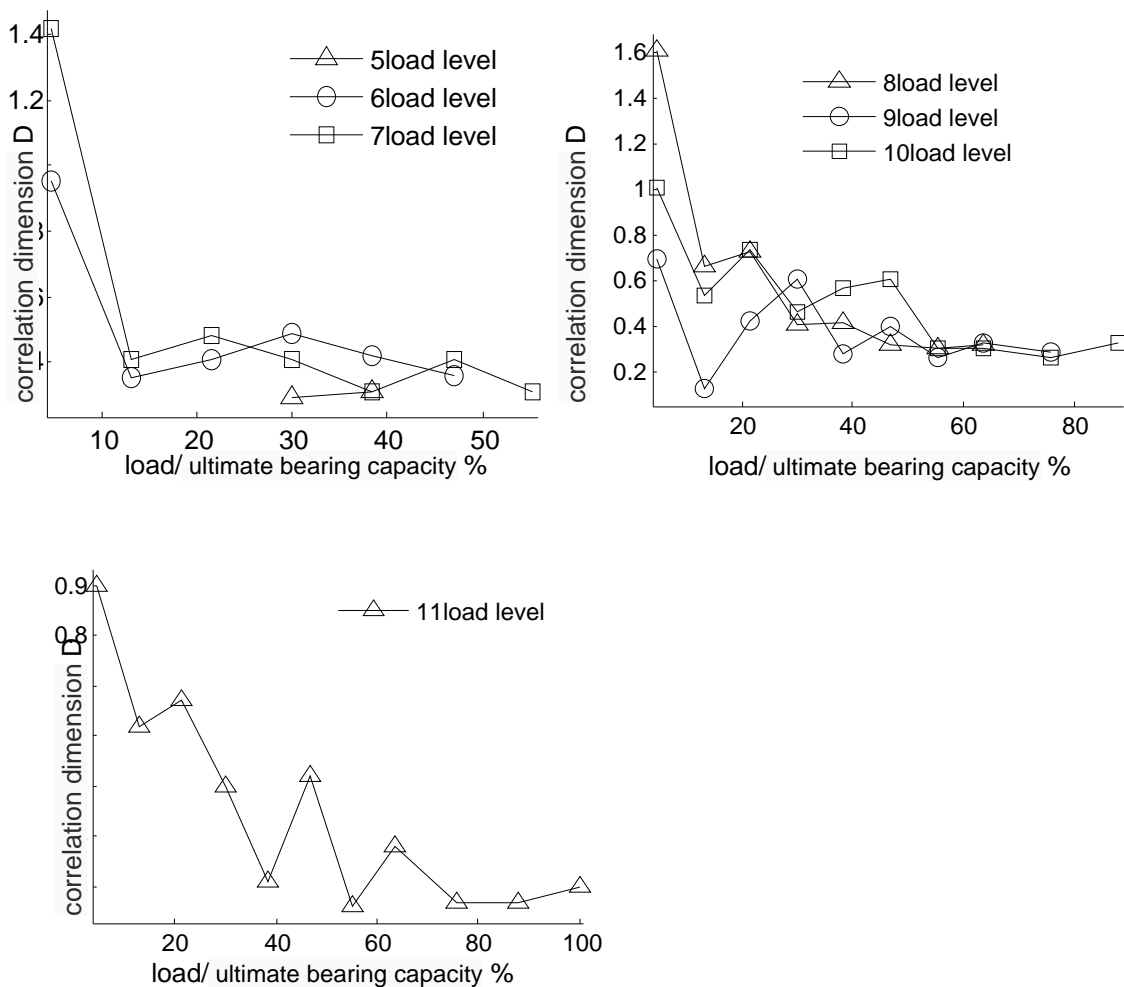 1.4
1.2
8
6
4
correlation dimension D
5load level
6load level
7load level
10
20
30
40
50
load/ ultimate bearing capacity %
1.6
1.4
1.2
1
0.8
0.6
0.4
0.2
correlation dimension D
8load level
9load level
10load level
20
40
60
80
load/ ultimate bearing capacity %
0.9
0.8
correlation dimension D
11load level
20
40
60
80
100
load/ ultimate bearing capacity %